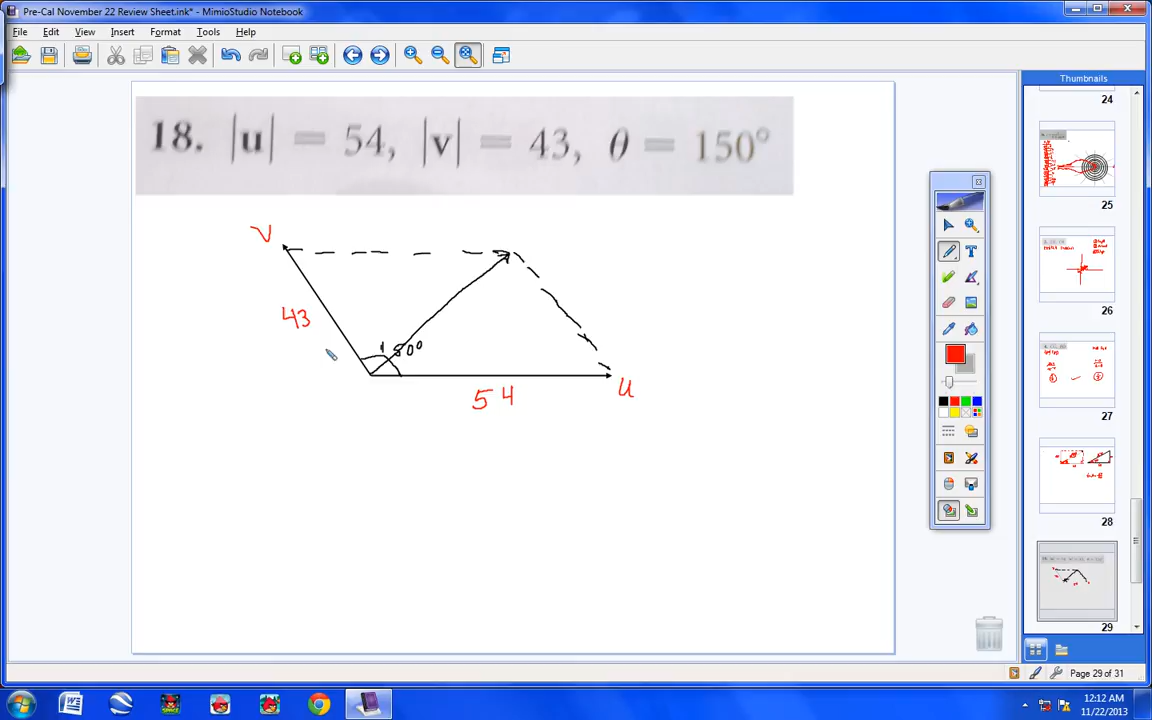 Pre-Cal November 22 Review Sheet.ink* - MimioStudio Notebook
File Edit View Insert Format Tools Help
Thumbnails
24
18. |u| = 54, |v| = 43, θ = 150°
25
v
26
43
150°
54
u
27
28
29
Page 29 of 31
12:12 AM
11/22/2013